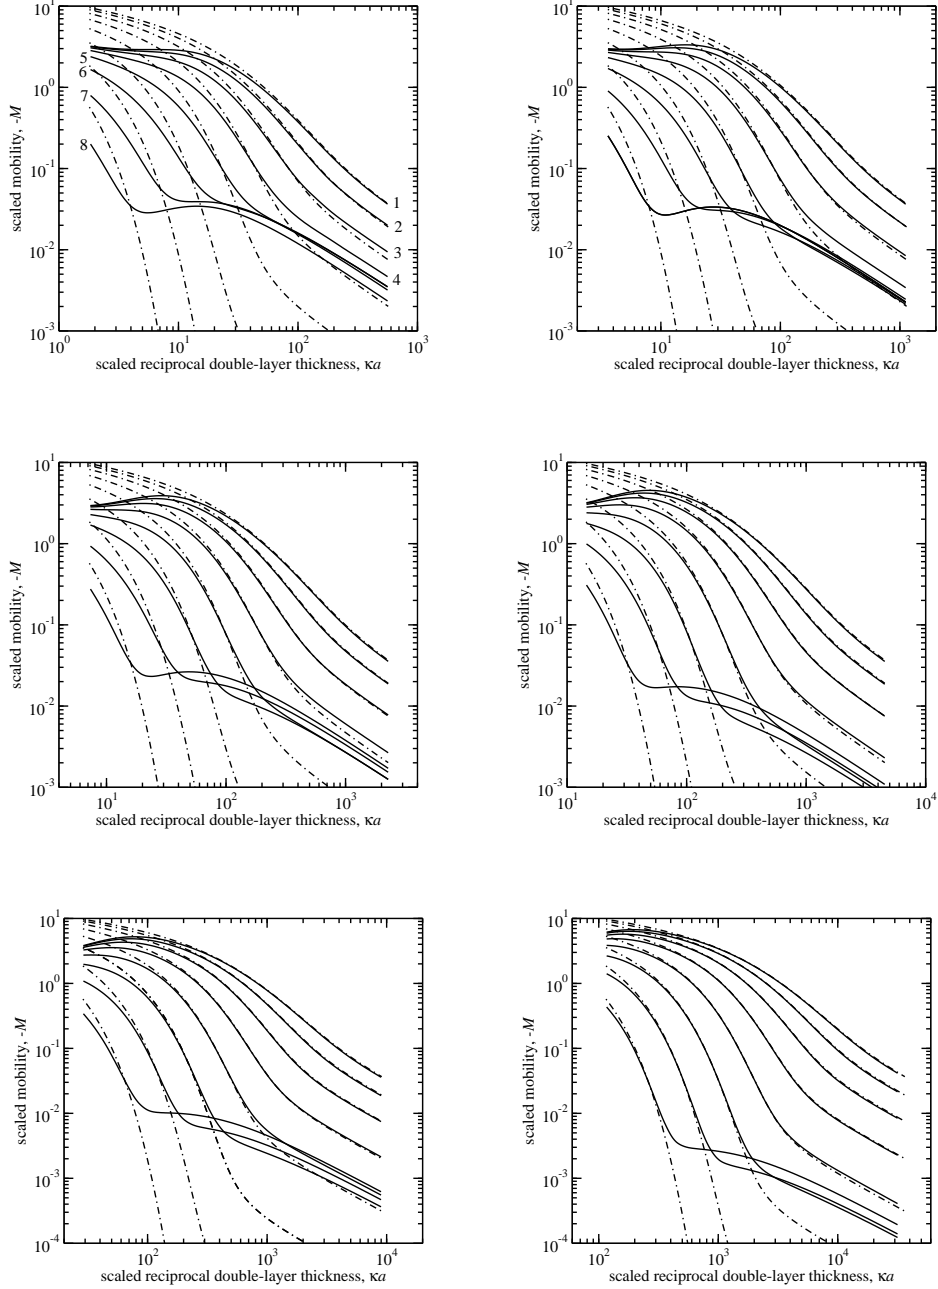 10^1
10^0
10^-1
10^-2
10^-3
scaled mobility, -M
5
6
7
8
1
2
3
4
10^0 10^1 10^2 10^3
scaled reciprocal double-layer thickness, κa
10^1
10^0
10^-1
10^-2
10^-3
scaled mobility, -M
10^1 10^2 10^3
scaled reciprocal double-layer thickness, κa
10^1
10^0
10^-1
10^-2
10^-3
scaled mobility, -M
10^1 10^2 10^3
scaled reciprocal double-layer thickness, κa
10^1
10^0
10^-1
10^-2
10^-3
scaled mobility, -M
10^1 10^2 10^3 10^4
scaled reciprocal double-layer thickness, κa
10^1
10^0
10^-1
10^-2
10^-3
10^-4
scaled mobility, -M
10^2 10^3 10^4
scaled reciprocal double-layer thickness, κa
10^1
10^0
10^-1
10^-2
10^-3
10^-4
scaled mobility, -M
10^2 10^3 10^4
scaled reciprocal double-layer thickness, κa